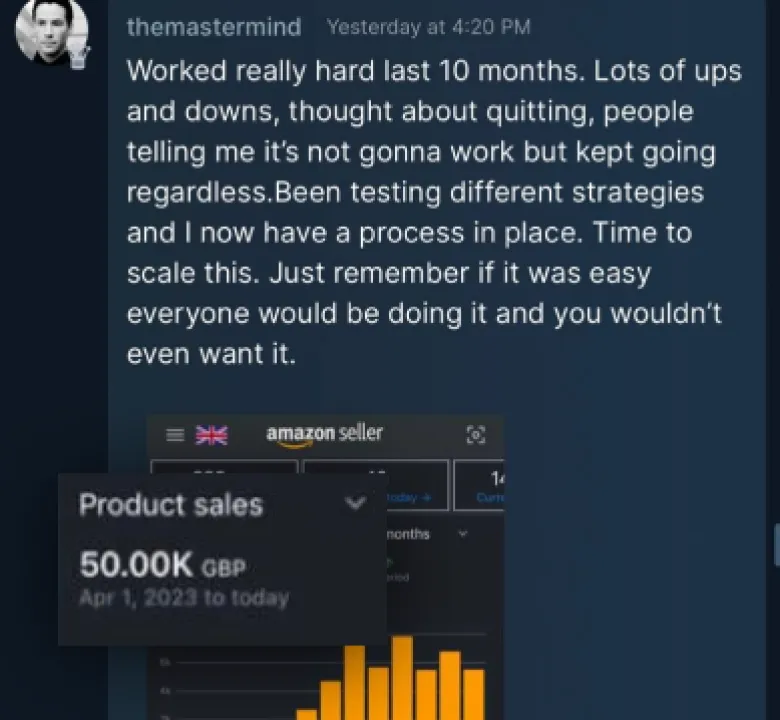 themastermind Yesterday at 4:20 PM
Worked really hard last 10 months. Lots of ups
and downs, thought about quitting, people
telling me it's not gonna work but kept going
regardless.Been testing different strategies
and I now have a process in place. Time to
scale this. Just remember if it was easy
everyone would be doing it and you wouldn't
even want it.
amazon seller
today →
Product sales
months
50.00K GBP
Apr 1, 2023 to today